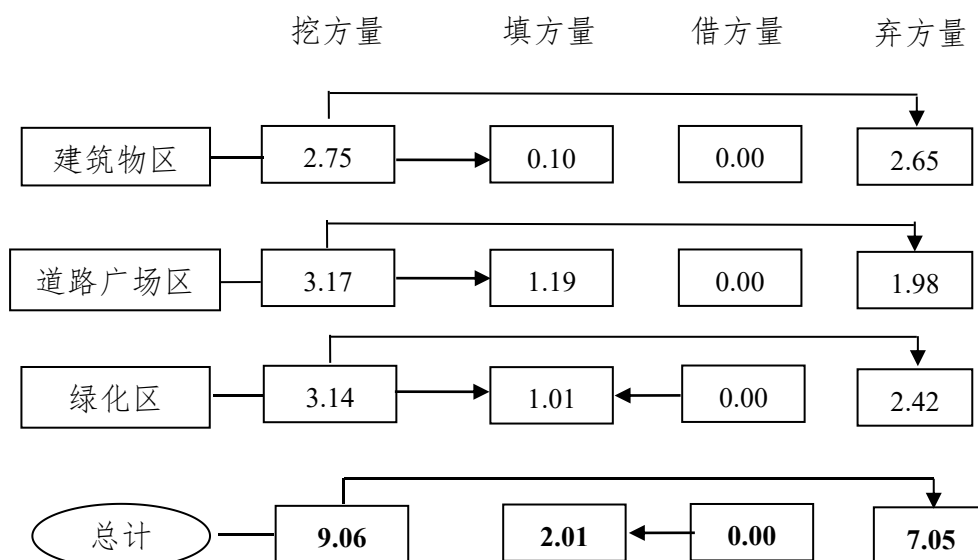 挖方量 填方量 借方量 弃方量
建筑物区 2.75 0.10 0.00 2.65
道路广场区 3.17 1.19 0.00 1.98
绿化区 3.14 1.01 0.00 2.42
总计 9.06 2.01 0.00 7.05